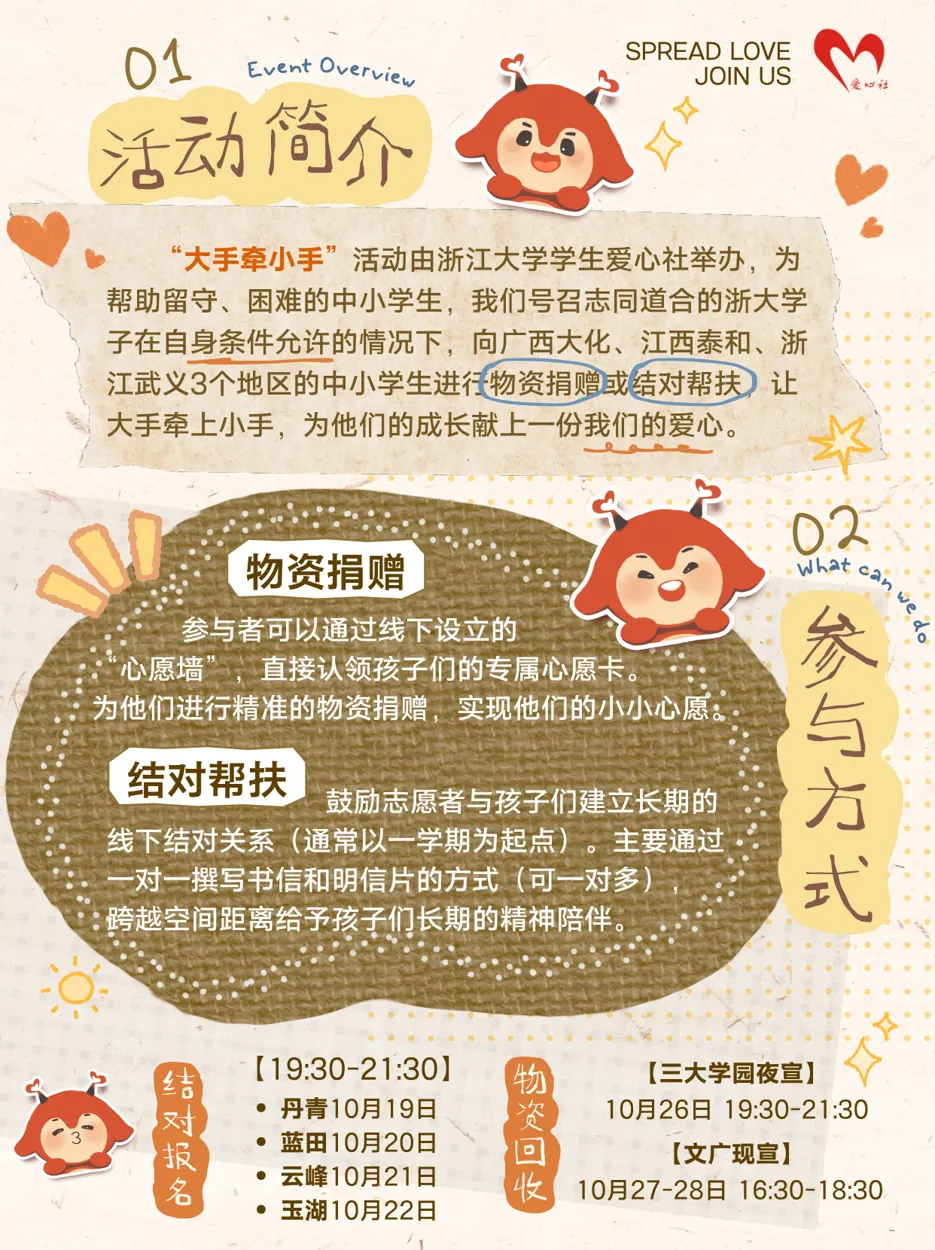 01
Event Overview
SPREAD LOVE
JOIN US
爱心社
活动简介
“大手牵小手”活动由浙江大学学生爱心社举办，为
帮助留守、困难的中小学生，我们号召志同道合的浙大学
子在自身条件允许的情况下，向广西大化、江西泰和、浙
江武义3个地区的中小学生进行物资捐赠或结对帮扶，让
大手牵上小手，为他们的成长献上一份我们的爱心。
02
What can we do
参与方式
物资捐赠
参与者可以通过线下设立的
“心愿墙”，直接认领孩子们的专属心愿卡。
为他们进行精准的物资捐赠，实现他们的小小心愿。
结对帮扶
鼓励志愿者与孩子们建立长期的
线下结对关系（通常以一学期为起点）。主要通过
一对一撰写书信和明信片的方式（可一对多），
跨越空间距离给予孩子们长期的精神陪伴。
结对报名
【19:30-21:30】
• 丹青10月19日
• 蓝田10月20日
• 云峰10月21日
• 玉湖10月22日
物资回收
【三大学园夜宣】
10月26日 19:30-21:30
【文广现宣】
10月27-28日 16:30-18:30